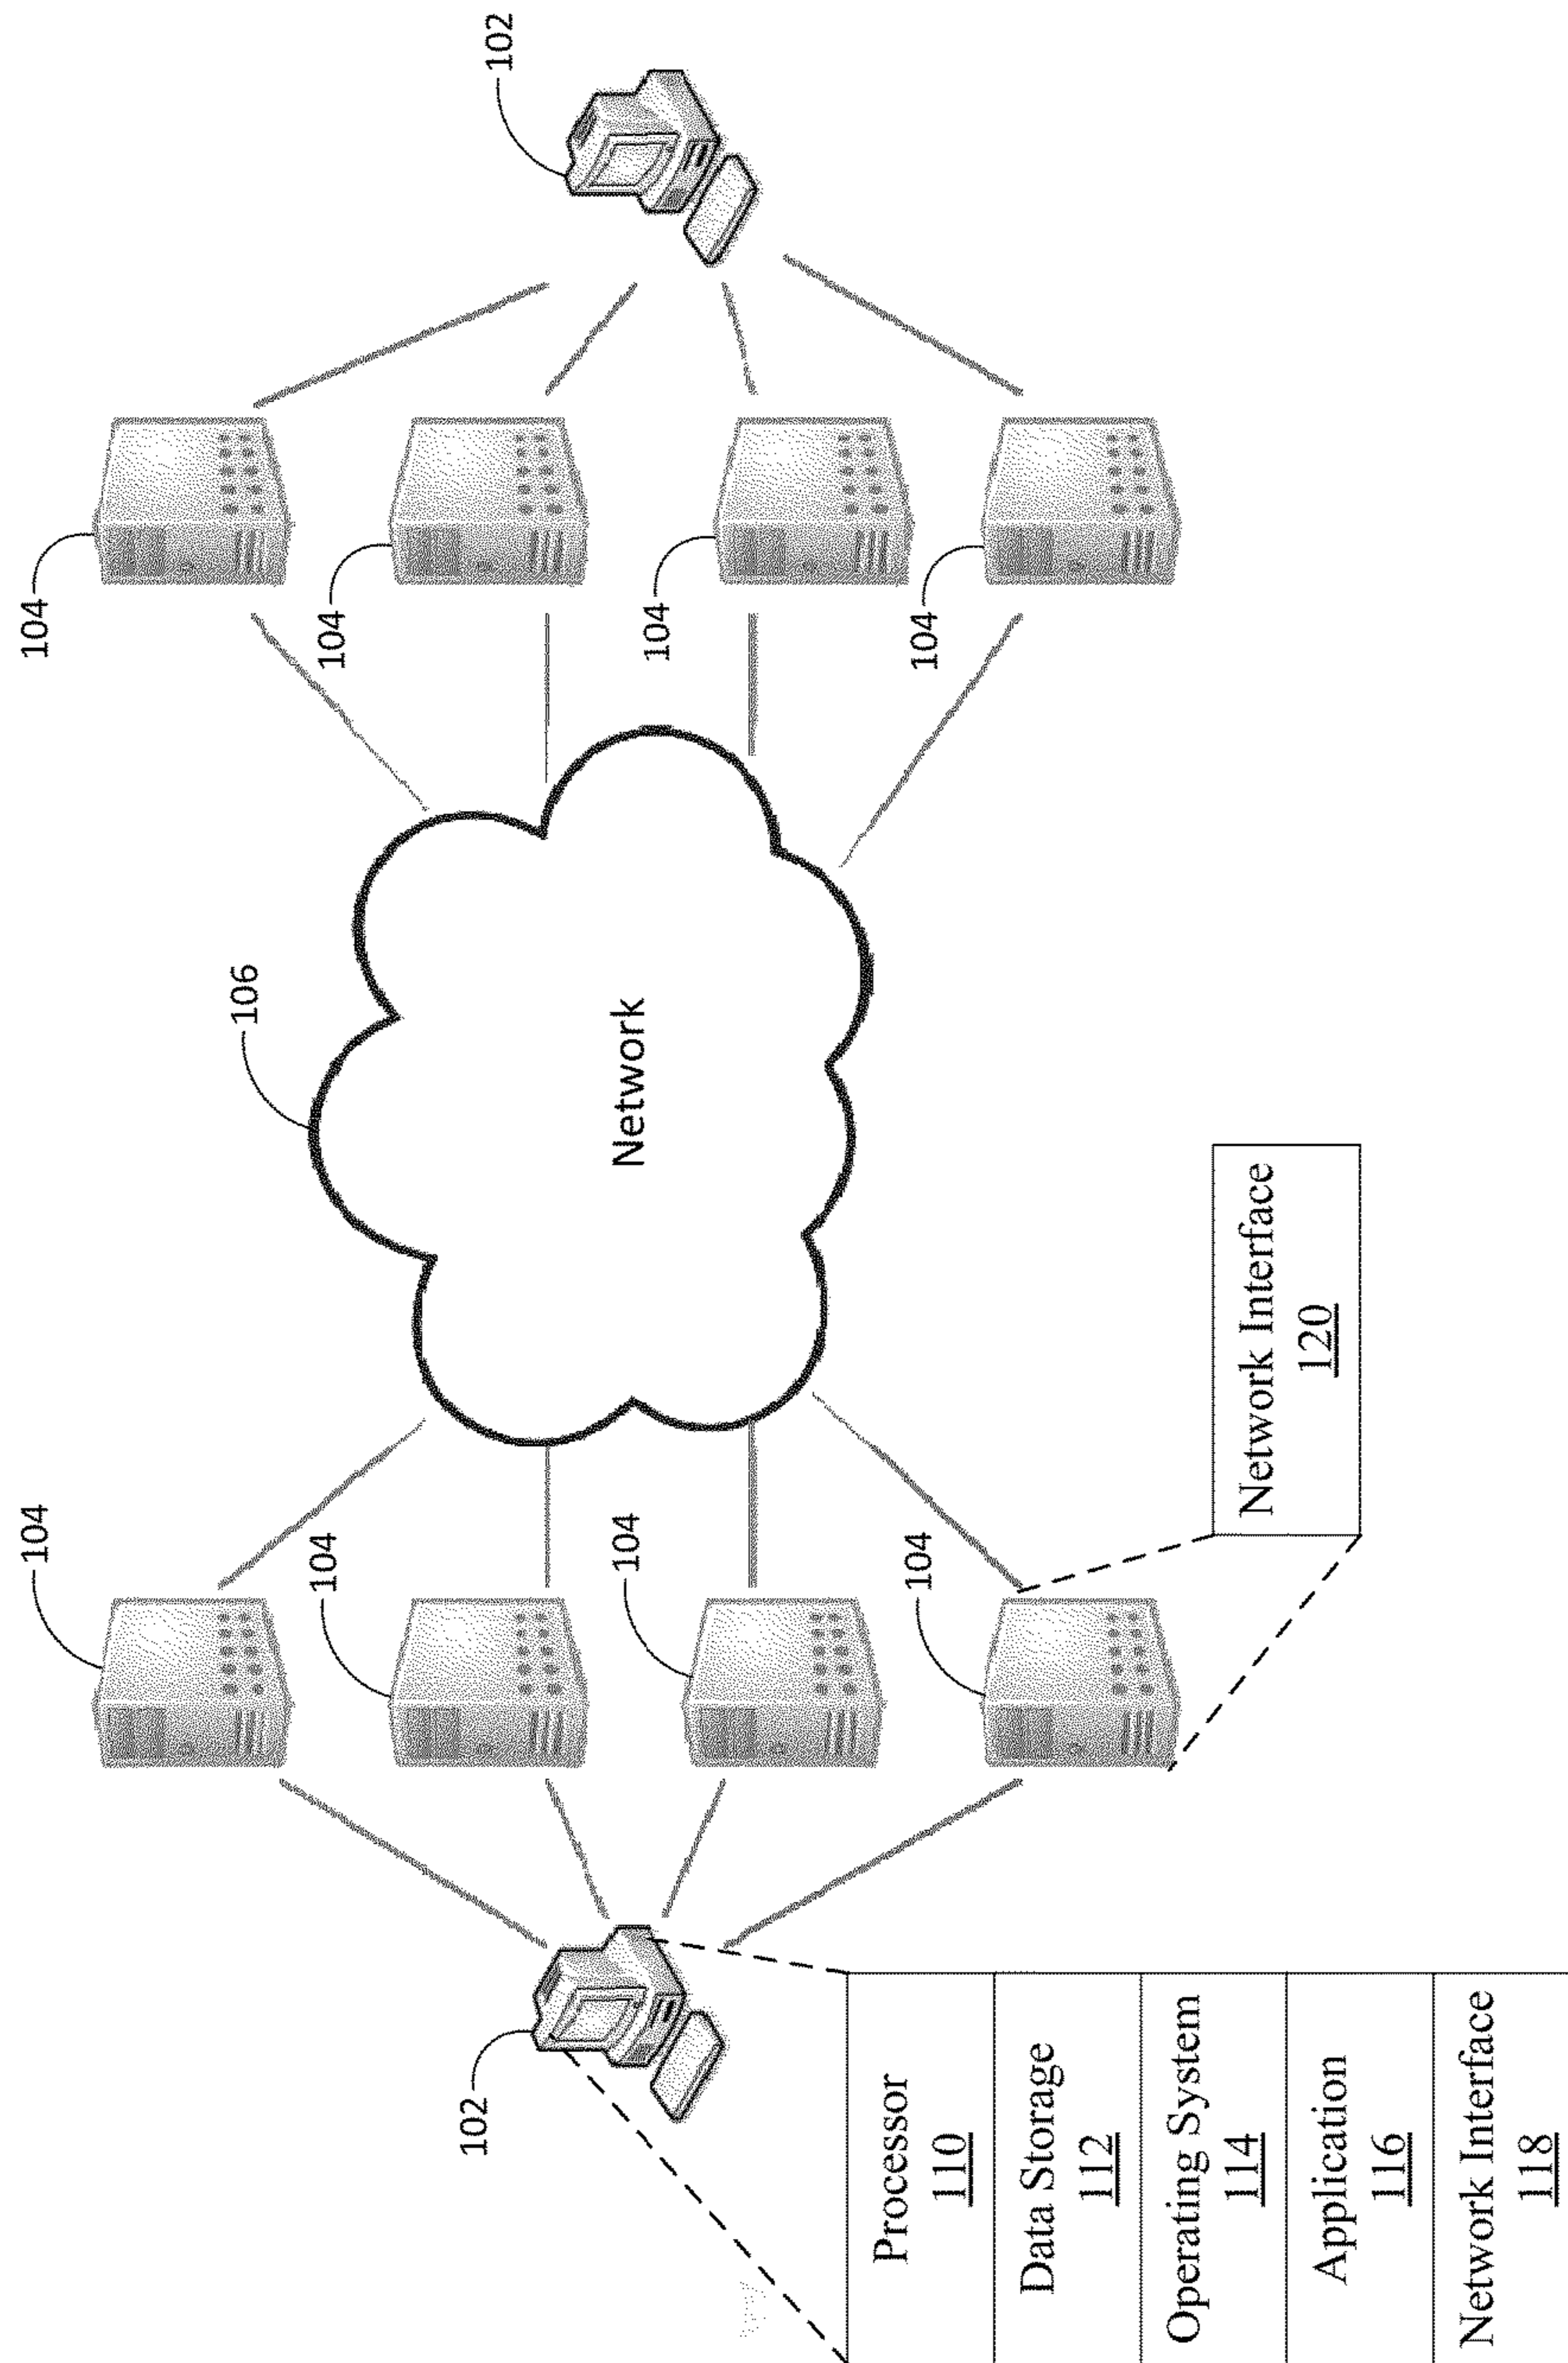 104
104
104
104
104
104
104
104
106
102
102
Network
Processor
110
Data Storage
112
Operating System
114
Application
116
Network Interface
118
Network Interface
120